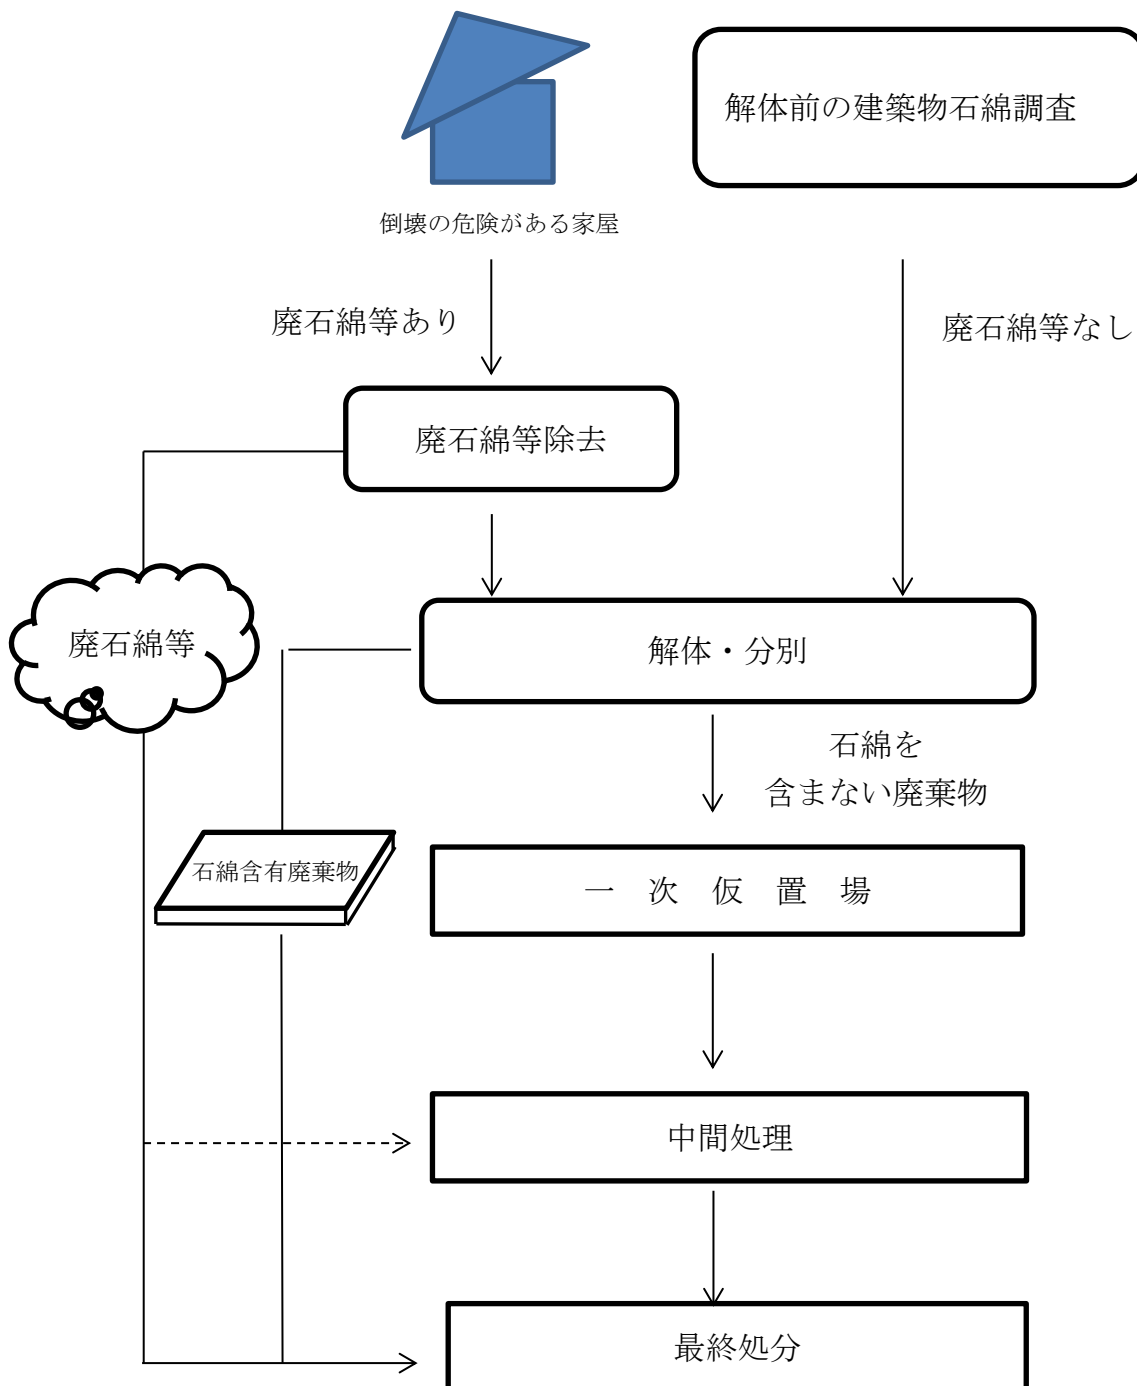 解体前の建築物石綿調査
倒壊の危険がある家屋
廃石綿等あり
廃石綿等なし
廃石綿等除去
廃石綿等
解体・分別
石綿を
含まない廃棄物
石綿含有廃棄物
一　次　仮　置　場
中間処理
最終処分